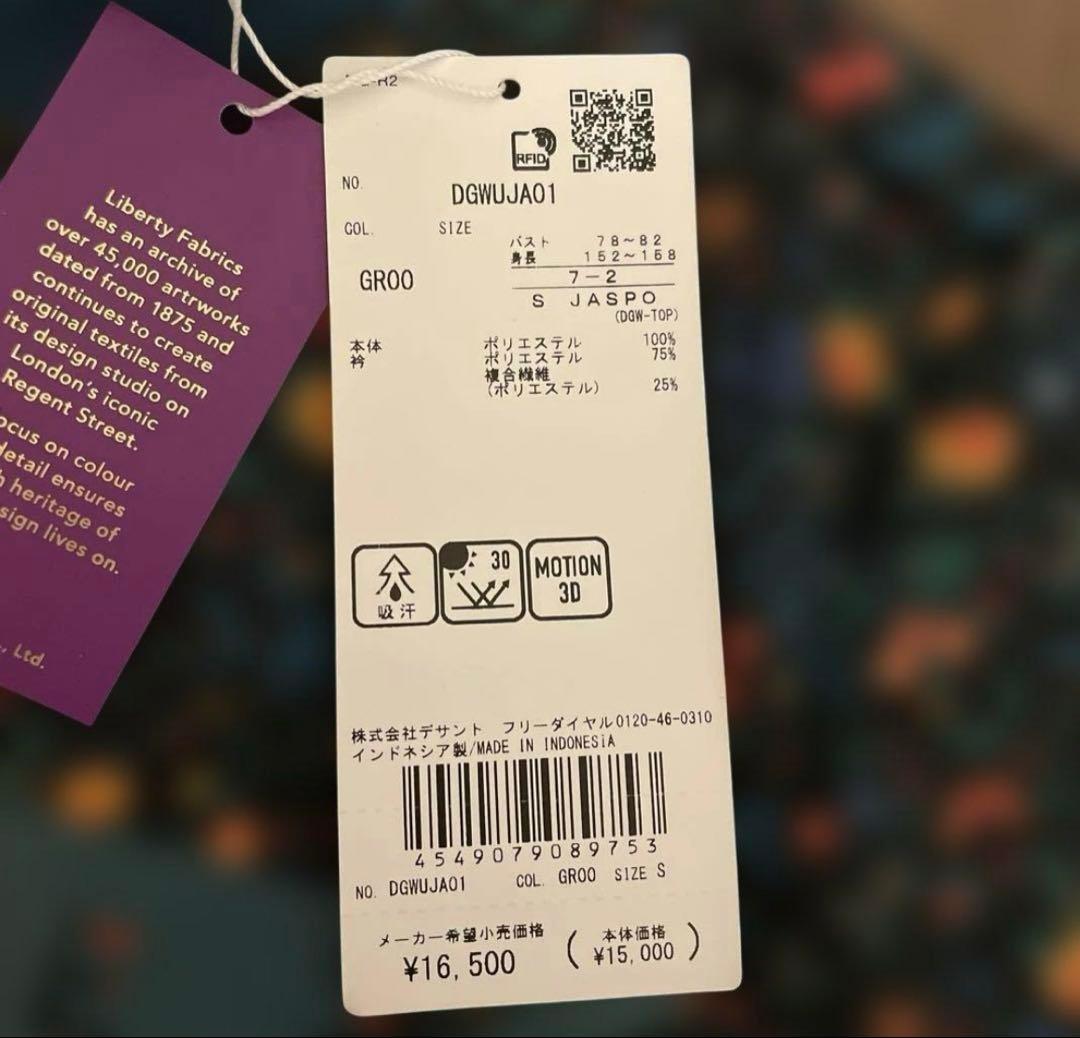 Liberty Fabrics
has an archive of
over 45,000 artrworks
dated from 1875 and
continues to create
original textiles from
its design studio on
London's iconic
Regent Street.
on colour
detail ensures
heritage of
lives on.
Ltd.
RFID
NO.
DGWUJA01
COL. SIZE
バスト 78~82
身長 152~158
GR00
7-2
S JASPO
(DGW-TOP)
本体 ポリエステル 100%
衿 ポリエステル 75%
複合繊維
(ポリエステル) 25%
吸汗
30
MOTION
3D
株式会社デサント フリーダイヤル0120-46-0310
インドネシア製/MADE IN INDONESiA
4549079089753
NO. DGWUJA01 COL. GR00 SIZE S
メーカー希望小売価格
¥16,500
(本体価格
¥15,000)